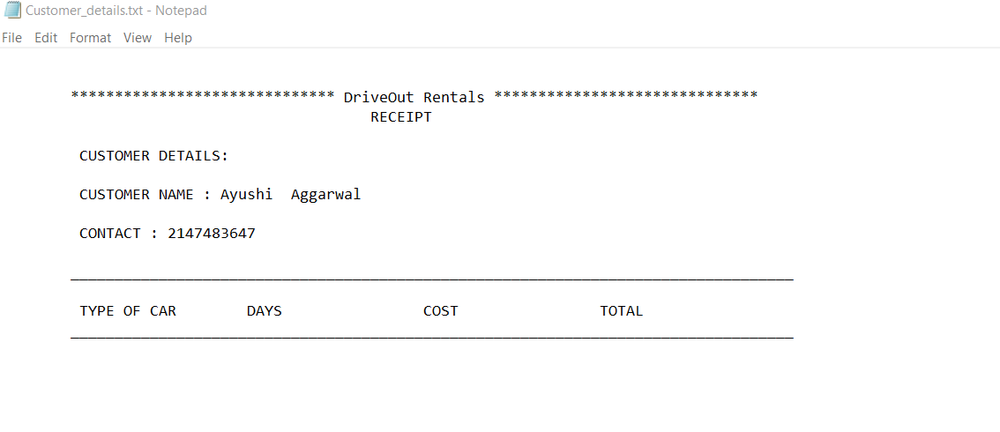 Customer_details.txt - Notepad
File Edit Format View Help
****************************** DriveOut Rentals ******************************
RECEIPT
CUSTOMER DETAILS:
CUSTOMER NAME : Ayushi  Aggarwal
CONTACT : 2147483647
__________________________________________________________________________________
TYPE OF CAR        DAYS                COST                TOTAL
__________________________________________________________________________________